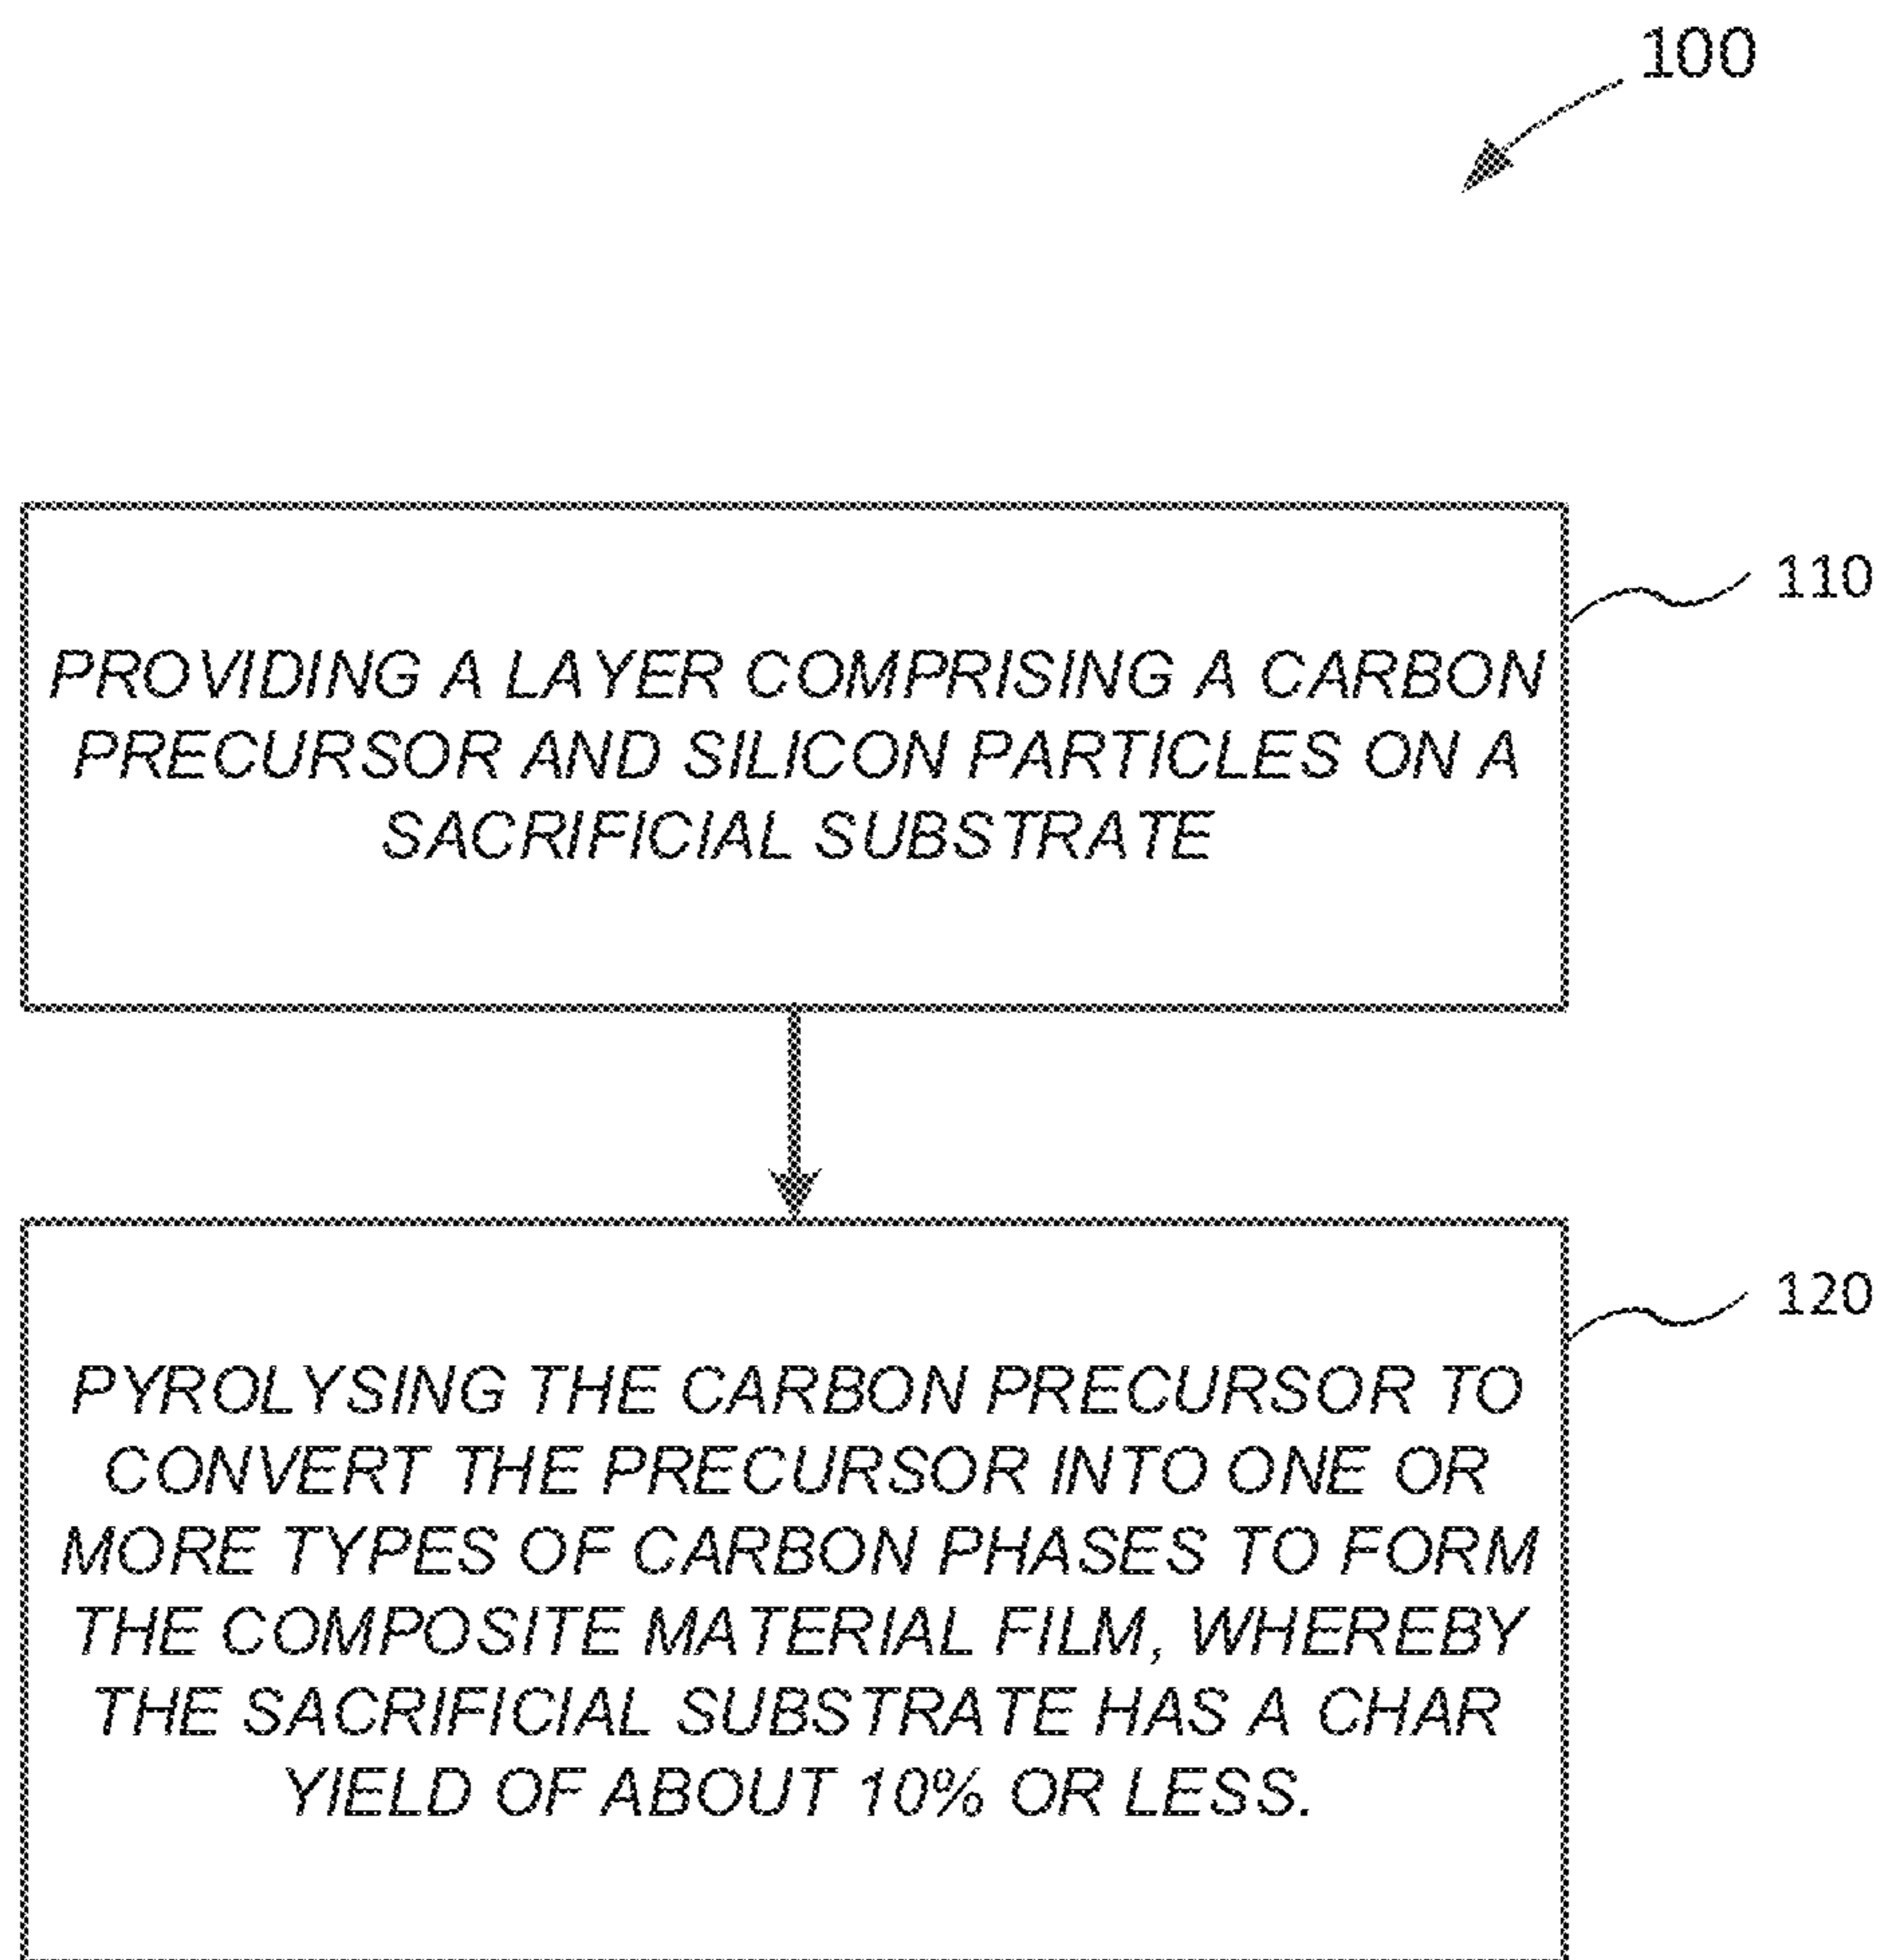 100
110
PROVIDING A LAYER COMPRISING A CARBON
PRECURSOR AND SILICON PARTICLES ON A
SACRIFICIAL SUBSTRATE
120
PYROLYSING THE CARBON PRECURSOR TO
CONVERT THE PRECURSOR INTO ONE OR
MORE TYPES OF CARBON PHASES TO FORM
THE COMPOSITE MATERIAL FILM, WHEREBY
THE SACRIFICIAL SUBSTRATE HAS A CHAR
YIELD OF ABOUT 10% OR LESS.